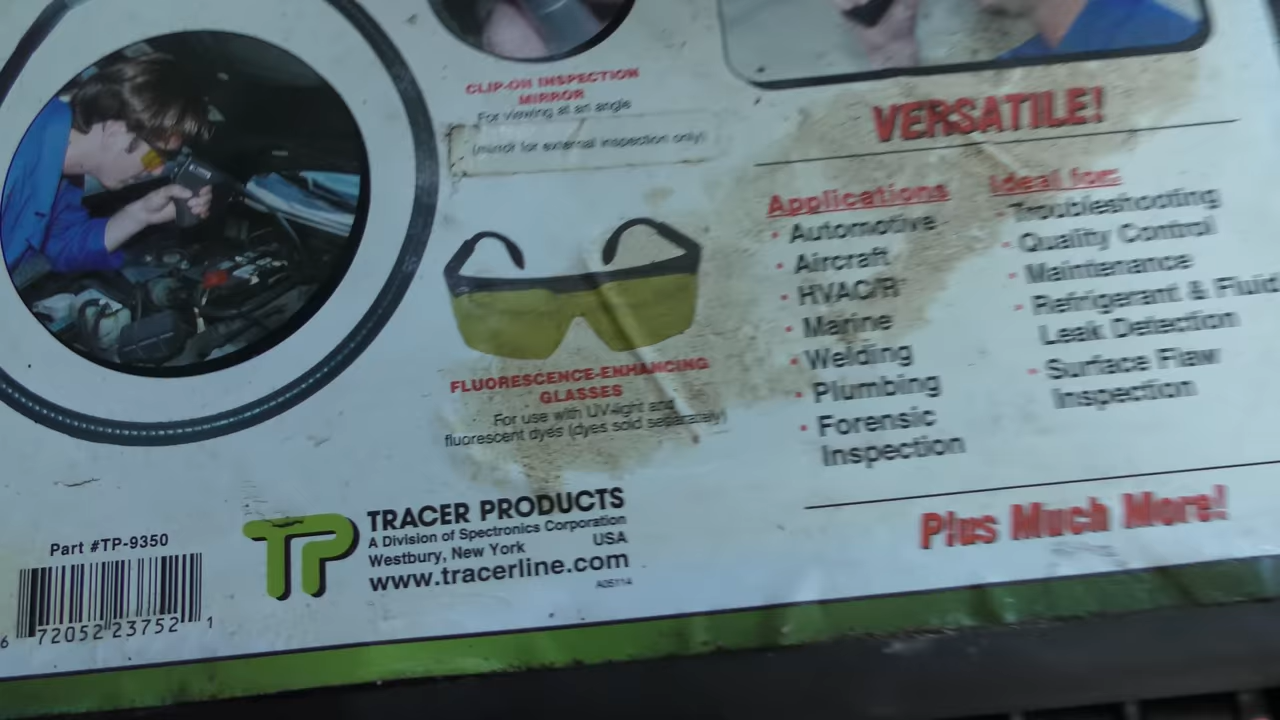 CLIP-ON INSPECTION
MIRROR
For viewing at an angle
(mirror for external inspection only)
FLUORESCENCE-ENHANCING
GLASSES
For use with UV light and
fluorescent dyes (dyes sold separately)
VERSATILE!
Applications
• Automotive
• Aircraft
• HVAC/R
• Marine
• Welding
• Plumbing
• Forensic
Inspection
Ideal for:
• Troubleshooting
• Quality Control
• Maintenance
• Refrigerant & Fluid
Leak Detection
• Surface Flaw
Inspection
Plus Much More!
Part #TP-9350
6 72052 23752 1
TP
TRACER PRODUCTS
A Division of Spectronics Corporation
Westbury, New York USA
www.tracerline.com
A05114